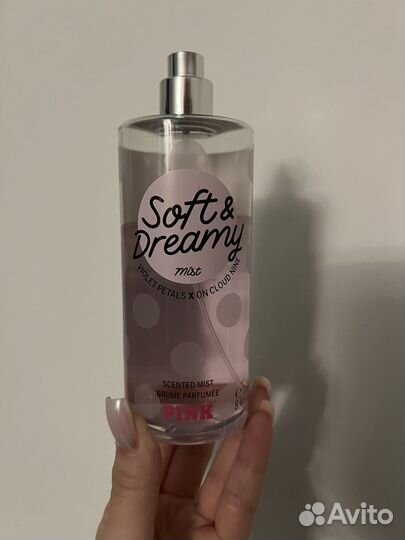 Soft &
Dreamy
mist
VIOLET PETALS X ON CLOUD NINE
SCENTED MIST
BRUME PARFUMÉE
PINK
Avito